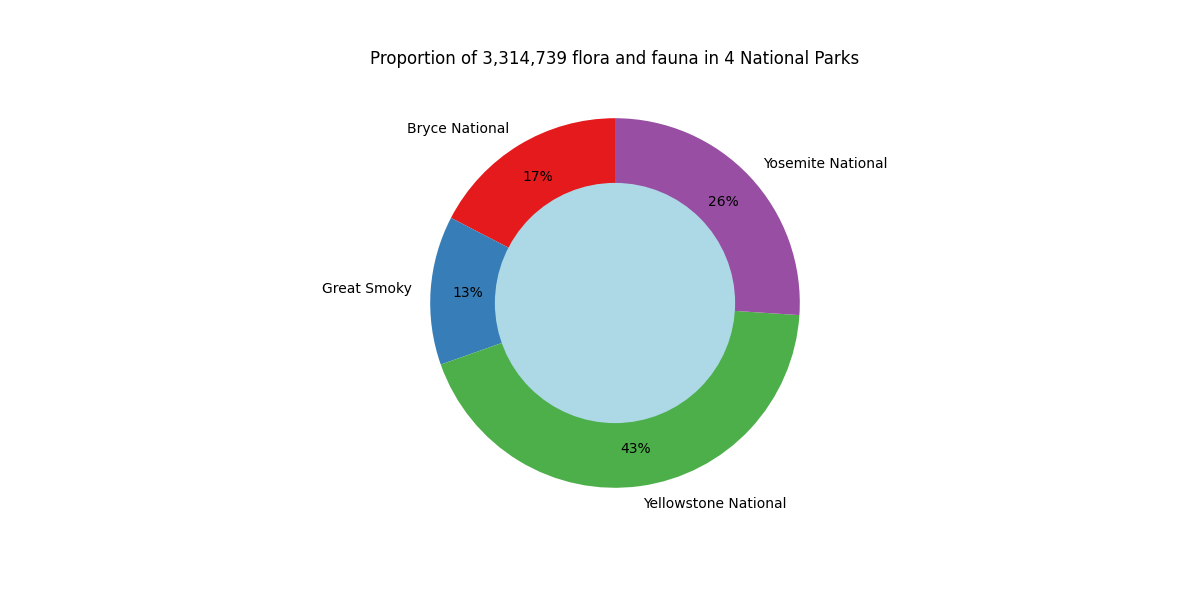 Proportion of 3,314,739 flora and fauna in 4 National Parks
Bryce National
17%
Yosemite National
26%
Great Smoky
13%
43%
Yellowstone National